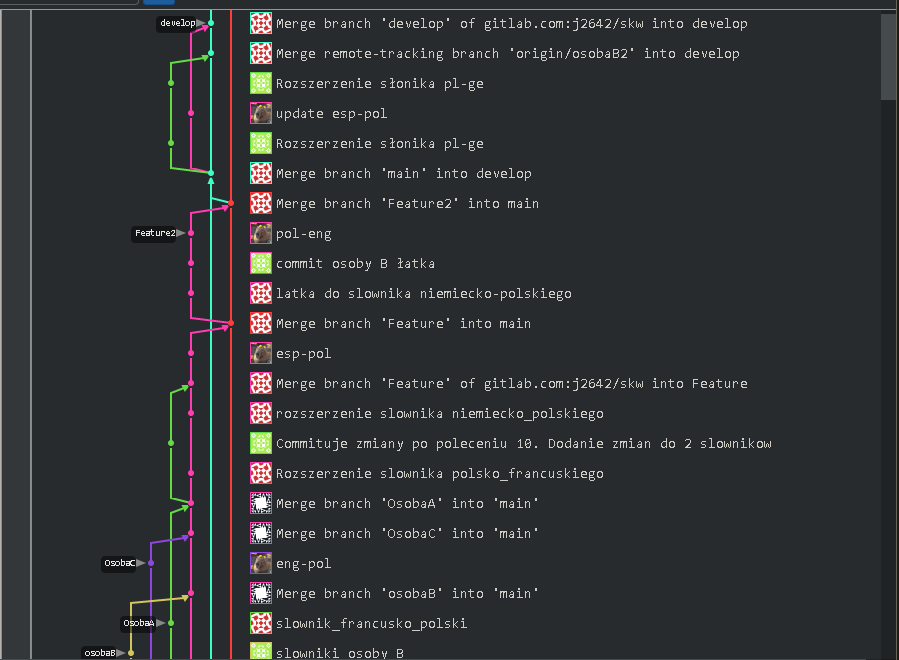 develop Merge branch 'develop' of gitlab.com:j2642/skw into develop
Merge remote-tracking branch 'origin/osobaB2' into develop
Rozszerzenie słonika pl-ge
update esp-pol
Rozszerzenie słonika pl-ge
Merge branch 'main' into develop
Merge branch 'Feature2' into main
Feature2 pol-eng
commit osoby B łatka
latka do slownika niemiecko-polskiego
Merge branch 'Feature' into main
esp-pol
Merge branch 'Feature' of gitlab.com:j2642/skw into Feature
rozszerzenie slownika niemiecko_polskiego
Commituje zmiany po poleceniu 10. Dodanie zmian do 2 slownikow
Rozszerzenie slownika polsko_francuskiego
Merge branch 'OsobaA' into 'main'
Merge branch 'OsobaC' into 'main'
OsobaC eng-pol
Merge branch 'osobaB' into 'main'
OsobaA slownik_francusko_polski
osobaB slowniki osoby B